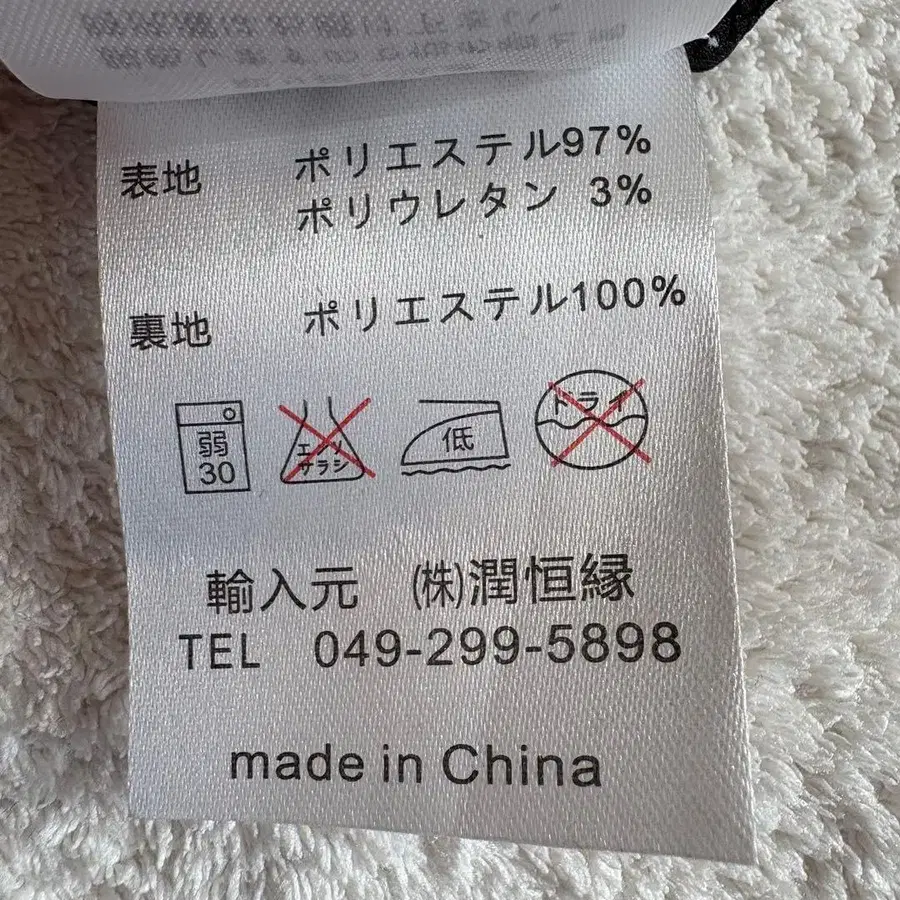 表地 ポリエステル97%
ポリウレタン 3%
裏地 ポリエステル100%
弱
30
エンソ
サラシ
低
ドライ
輸入元 (株)潤恒縁
TEL 049-299-5898
made in China